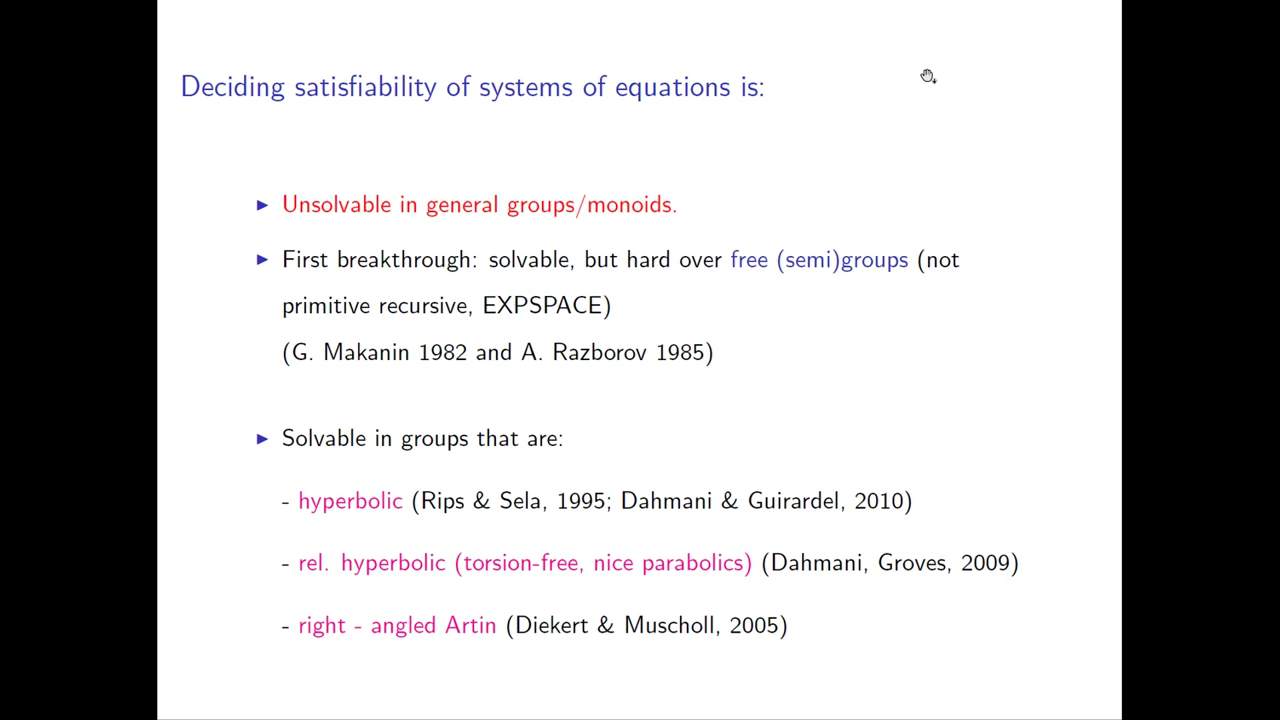 Deciding satisfiability of systems of equations is:
► Unsolvable in general groups/monoids.
► First breakthrough: solvable, but hard over free (semi)groups (not
primitive recursive, EXPSPACE)
(G. Makanin 1982 and A. Razborov 1985)
► Solvable in groups that are:
- hyperbolic (Rips & Sela, 1995; Dahmani & Guirardel, 2010)
- rel. hyperbolic (torsion-free, nice parabolics) (Dahmani, Groves, 2009)
- right - angled Artin (Diekert & Muscholl, 2005)